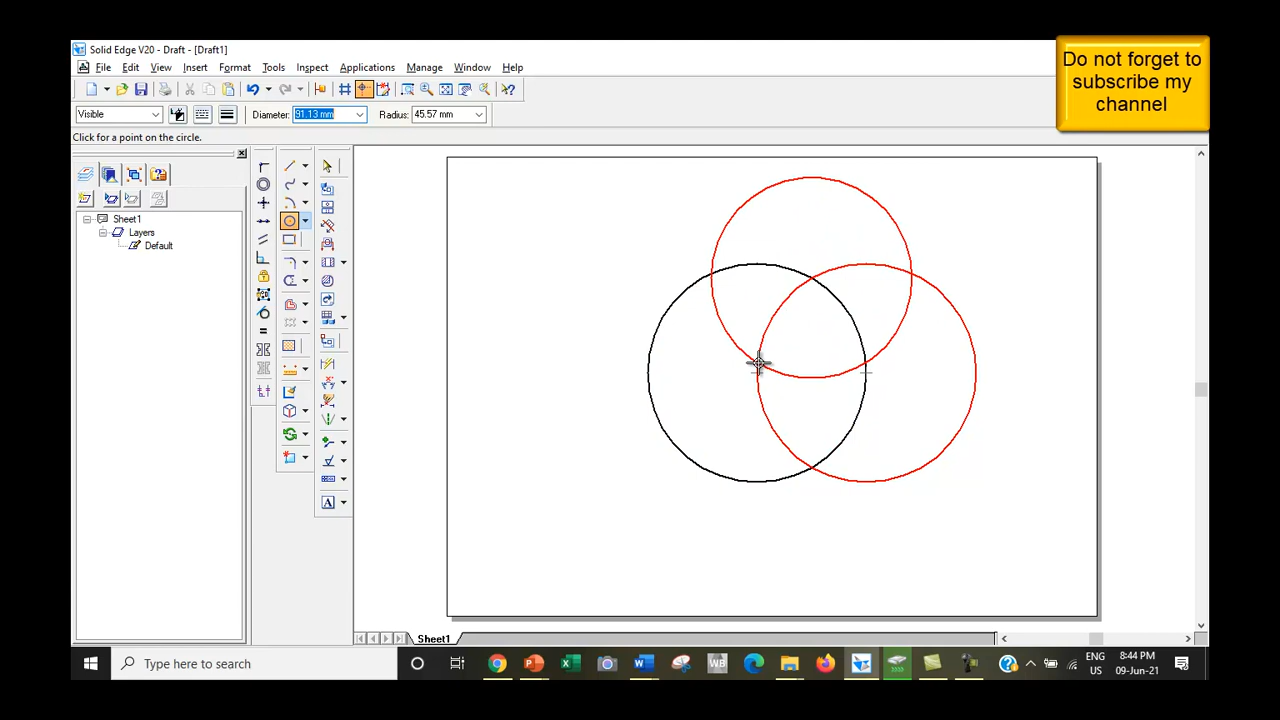 Solid Edge V20 - Draft - [Draft1]
Do not forget to
subscribe my
channel
File Edit View Insert Format Tools Inspect Applications Manage Window Help
Visible Diameter: 91.13 mm Radius: 45.57 mm
Click for a point on the circle.
Sheet1
Layers
Default
A
Sheet1
Type here to search
WB
ENG
US
8:44 PM
09-Jun-21